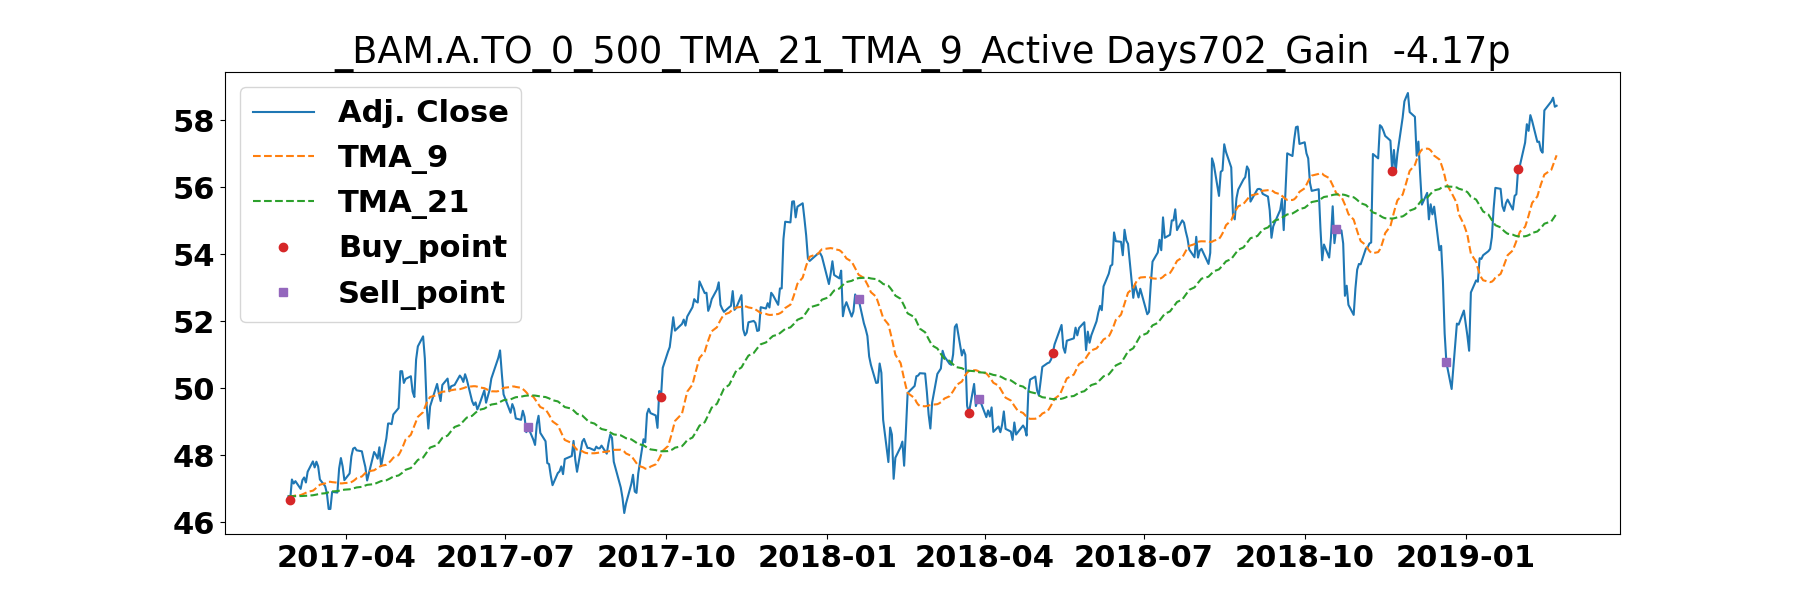 _BAM.A.TO_0_500_TMA_21_TMA_9_Active Days702_Gain  -4.17p
Adj. Close
TMA_9
TMA_21
Buy_point
Sell_point
58
56
54
52
50
48
46
2017-04 2017-07 2017-10 2018-01 2018-04 2018-07 2018-10 2019-01